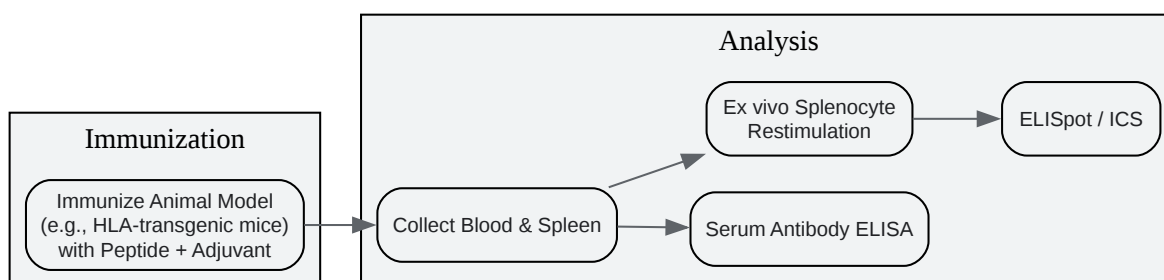 Immunization
Immunize Animal Model
(e.g., HLA-transgenic mice)
with Peptide + Adjuvant
Analysis
Collect Blood & Spleen
Ex vivo Splenocyte
Restimulation
ELISpot / ICS
Serum Antibody ELISA